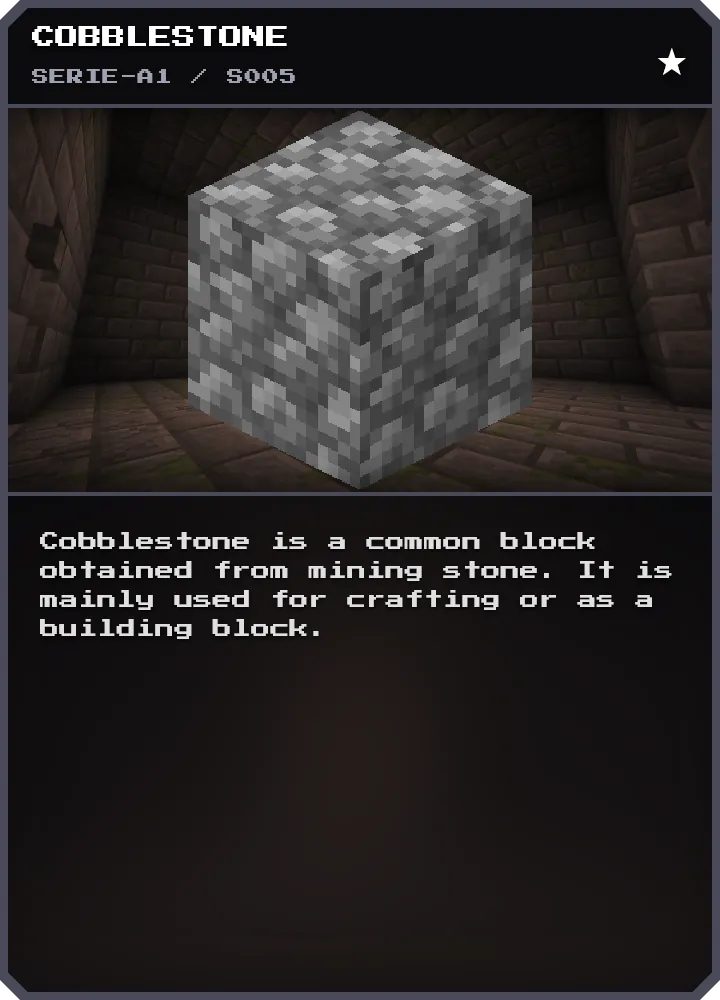 COBBLESTONE
SERIE-A1 / S005
Cobblestone is a common block
obtained from mining stone. It is
mainly used for crafting or as a
building block.